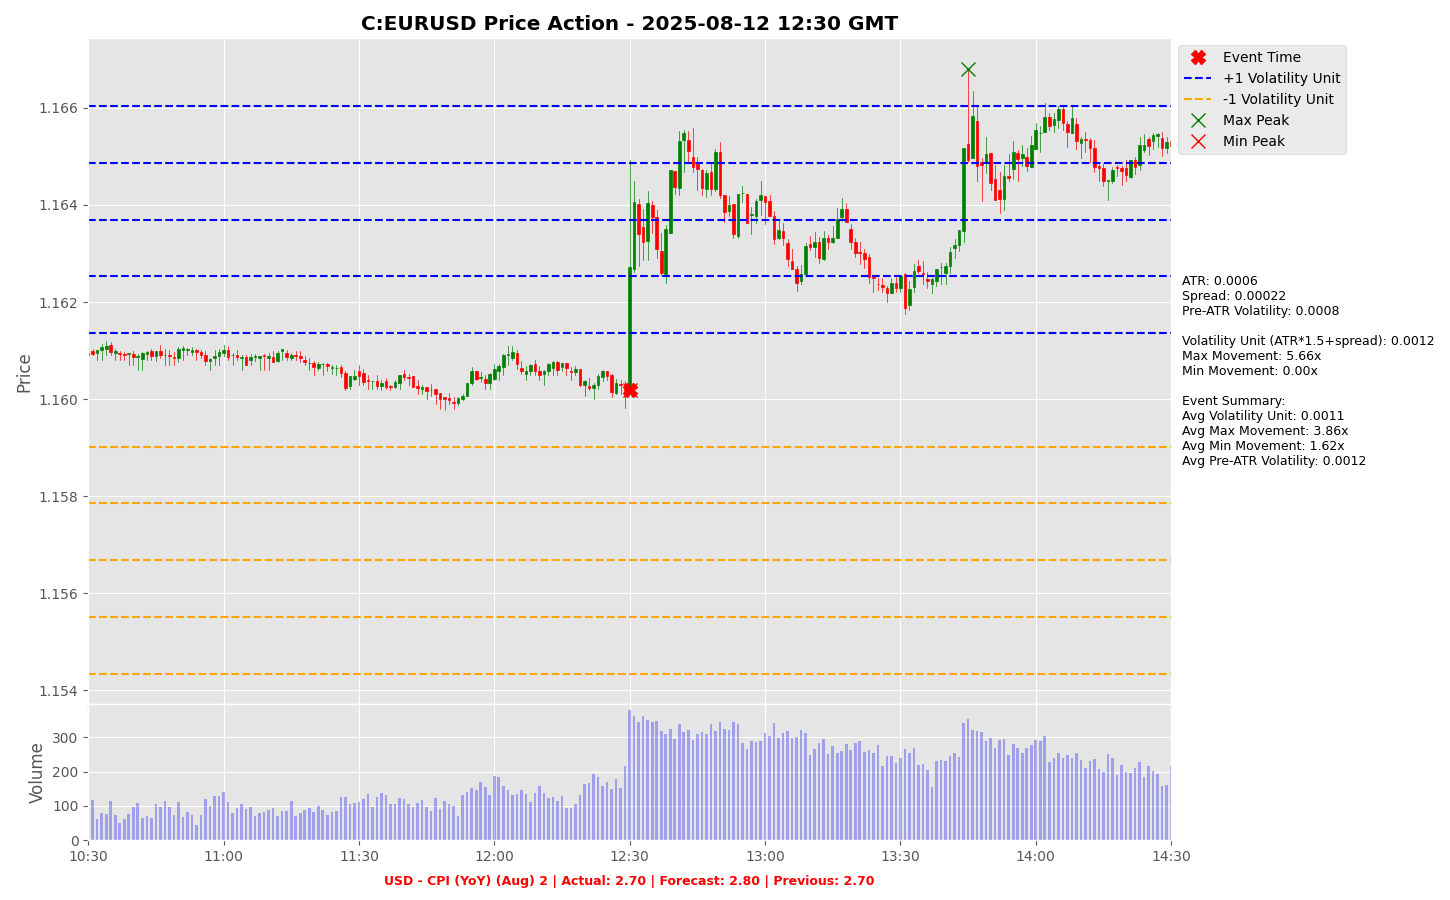 C:EURUSD Price Action - 2025-08-12 12:30 GMT
Event Time
+1 Volatility Unit
-1 Volatility Unit
Max Peak
Min Peak
Price
1.166
1.164
1.162
1.160
1.158
1.156
1.154
ATR: 0.0006
Spread: 0.00022
Pre-ATR Volatility: 0.0008
Volatility Unit (ATR*1.5+spread): 0.0012
Max Movement: 5.66x
Min Movement: 0.00x
Event Summary:
Avg Volatility Unit: 0.0011
Avg Max Movement: 3.86x
Avg Min Movement: 1.62x
Avg Pre-ATR Volatility: 0.0012
Volume
300
200
100
0
10:30 11:00 11:30 12:00 12:30 13:00 13:30 14:00 14:30
USD - CPI (YoY) (Aug) 2 | Actual: 2.70 | Forecast: 2.80 | Previous: 2.70